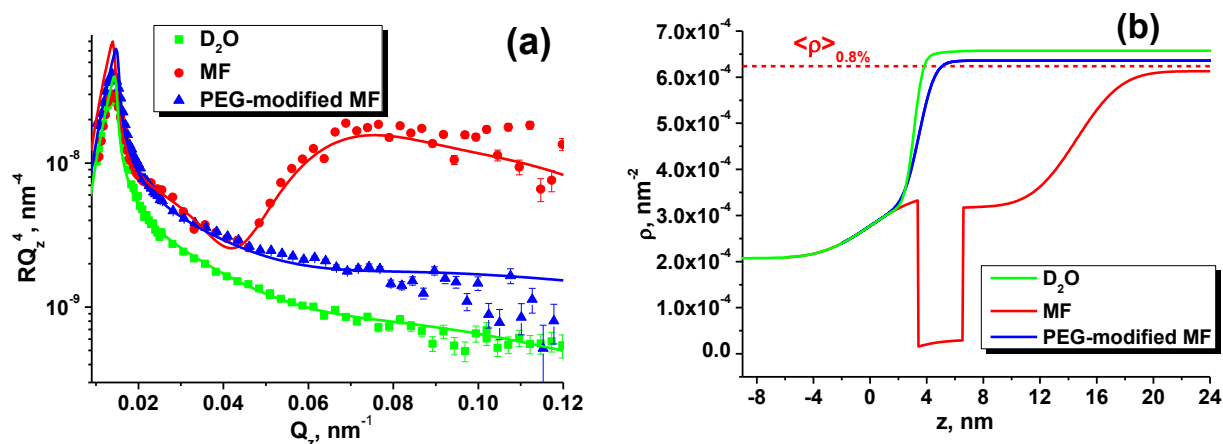 (a)
D₂O
MF
PEG-modified MF
RQ_z⁴, nm⁻⁴
10⁻⁸
10⁻⁹
0.02 0.04 0.06 0.08 0.10 0.12
Q_z, nm⁻¹
(b)
<ρ>0.8%
ρ, nm⁻²
7.0x10⁻⁴
6.0x10⁻⁴
5.0x10⁻⁴
4.0x10⁻⁴
3.0x10⁻⁴
2.0x10⁻⁴
1.0x10⁻⁴
0.0
D₂O
MF
PEG-modified MF
-8 -4 0 4 8 12 16 20 24
z, nm